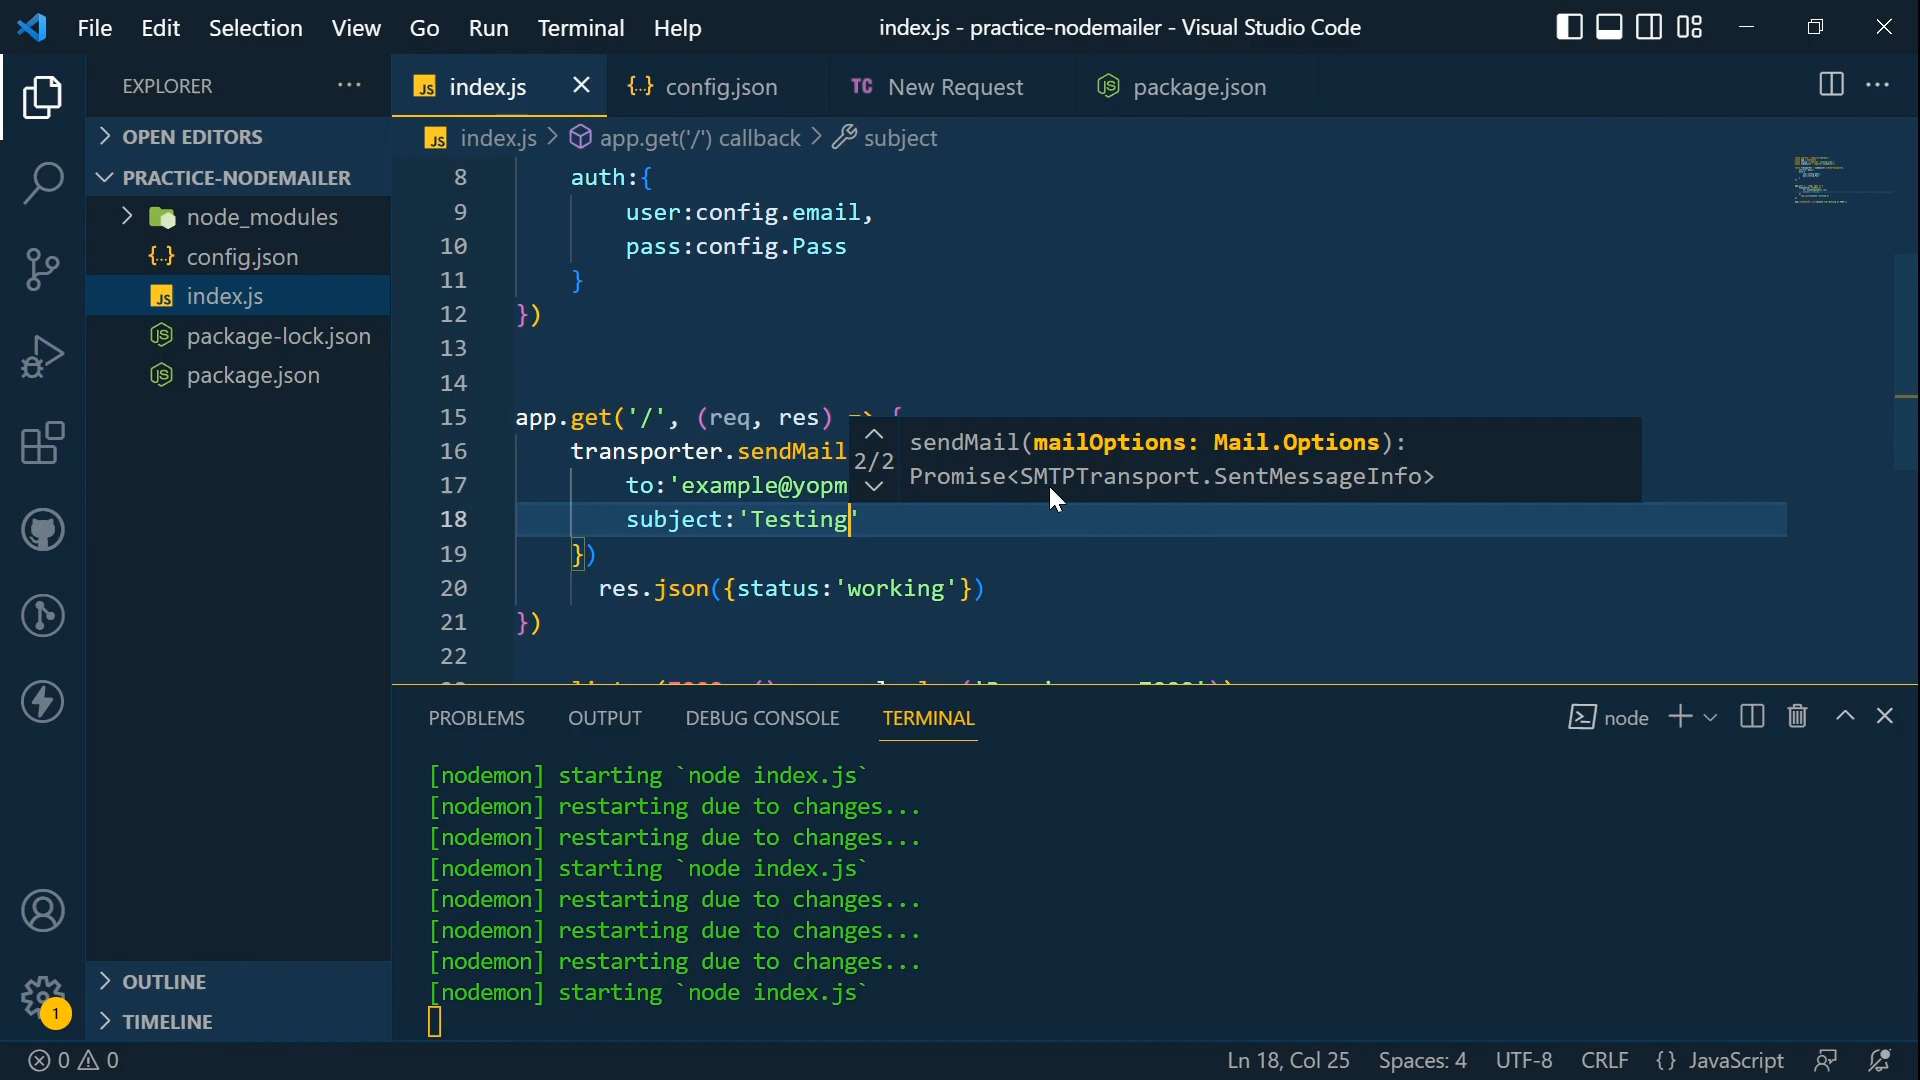 File Edit Selection View Go Run Terminal Help
index.js - practice-nodemailer - Visual Studio Code
EXPLORER
OPEN EDITORS
PRACTICE-NODEMAILER
node_modules
config.json
index.js
package-lock.json
package.json
OUTLINE
TIMELINE
1
JS index.js
{..} config.json
TC New Request
package.json
JS index.js > app.get('/') callback > subject
8 auth:{
9 user:config.email,
10 pass:config.Pass
11 }
12 })
13
14
15 app.get('/', (req, res) => {
16 transporter.sendMail
17 to:'example@yopm
18 subject:'Testing'
19 })
20 res.json({status:'working'})
21 })
22
2/2
sendMail(mailOptions: Mail.Options):
Promise<SMTPTransport.SentMessageInfo>
PROBLEMS OUTPUT DEBUG CONSOLE TERMINAL
node
[nodemon] starting `node index.js`
[nodemon] restarting due to changes...
[nodemon] restarting due to changes...
[nodemon] starting `node index.js`
[nodemon] restarting due to changes...
[nodemon] restarting due to changes...
[nodemon] restarting due to changes...
[nodemon] starting `node index.js`
0 0
Ln 18, Col 25 Spaces: 4 UTF-8 CRLF {} JavaScript